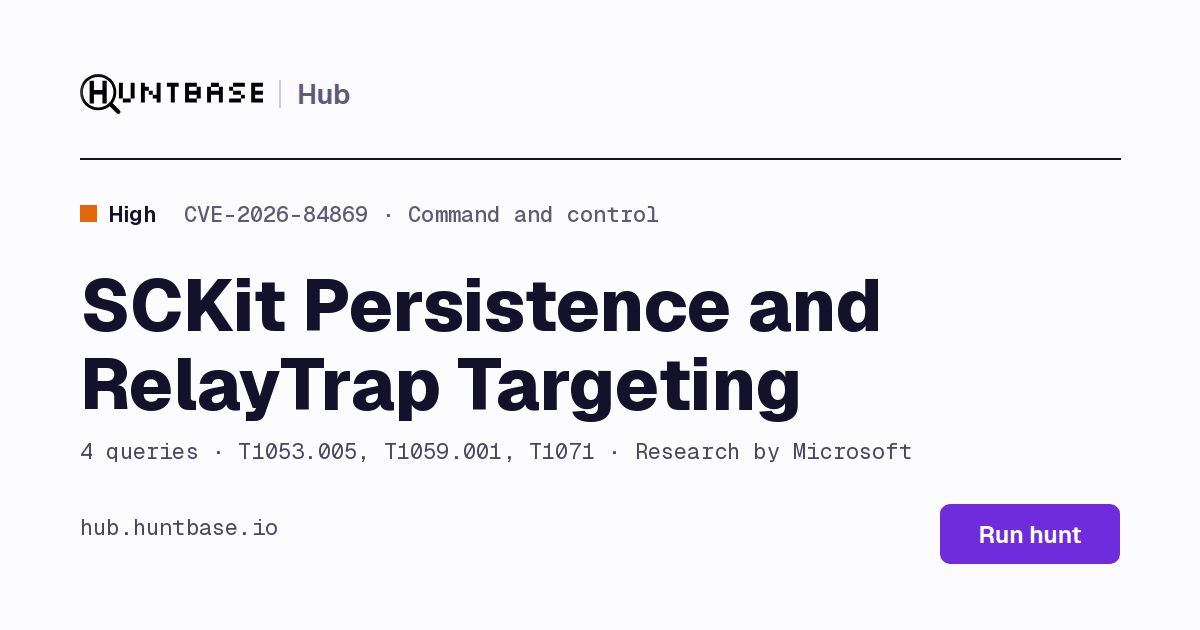 HUNTBASE | Hub
High CVE-2026-84869 · Command and control
SCKit Persistence and
RelayTrap Targeting
4 queries · T1053.005, T1059.001, T1071 · Research by Microsoft
hub.huntbase.io
Run hunt